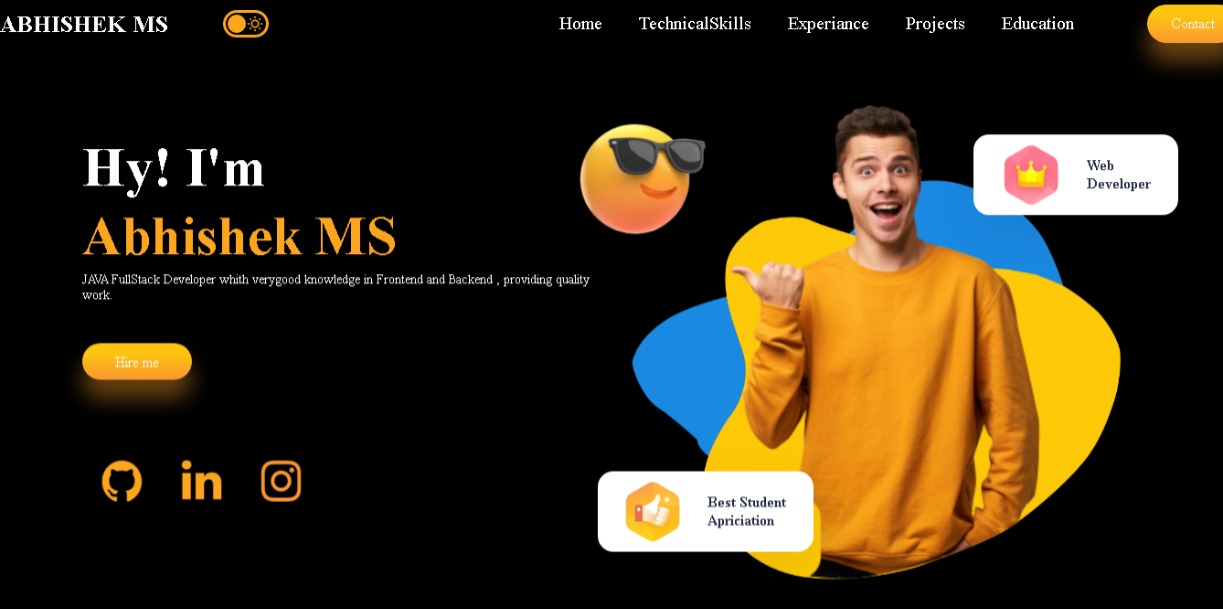 ABHISHEK MS
Home TechnicalSkills Experiance Projects Education Contact
Hy! I'm
Abhishek MS
JAVA FullStack Developer whith verygood knowledge in Frontend and Backend , providing quality
work.
Hire me
in
Web
Developer
Best Student
Apriciation